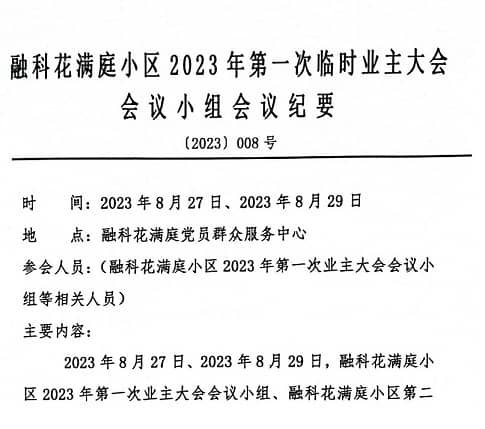 融科花满庭小区 2023 年第一次临时业主大会
会议小组会议纪要
〔2023〕008 号
时 间：2023 年 8 月 27 日、2023 年 8 月 29 日
地 点：融科花满庭党员群众服务中心
参会人员：（融科花满庭小区 2023 年第一次业主大会会议小
组等相关人员）
主要内容：
2023 年 8 月 27 日、2023 年 8 月 29 日，融科花满庭小
区 2023 年第一次业主大会会议小组、融科花满庭小区第二